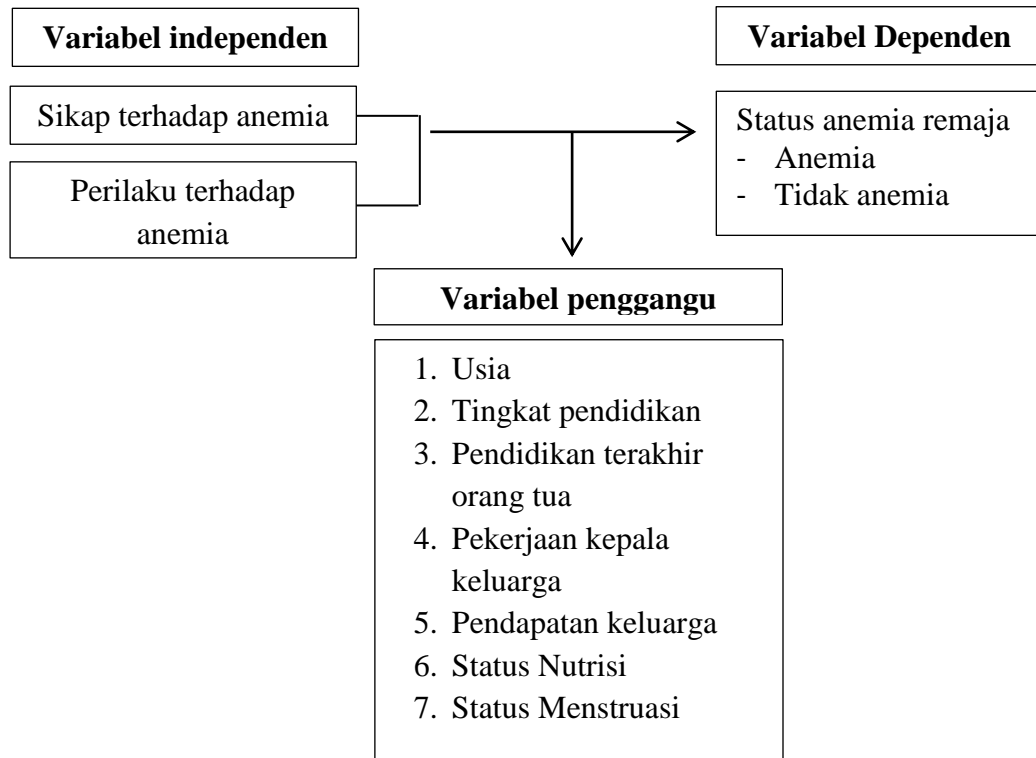 Variabel independen
Sikap terhadap anemia
Perilaku terhadap
anemia
Variabel Dependen
Status anemia remaja
- Anemia
- Tidak anemia
Variabel penggangu
1. Usia
2. Tingkat pendidikan
3. Pendidikan terakhir
orang tua
4. Pekerjaan kepala
keluarga
5. Pendapatan keluarga
6. Status Nutrisi
7. Status Menstruasi